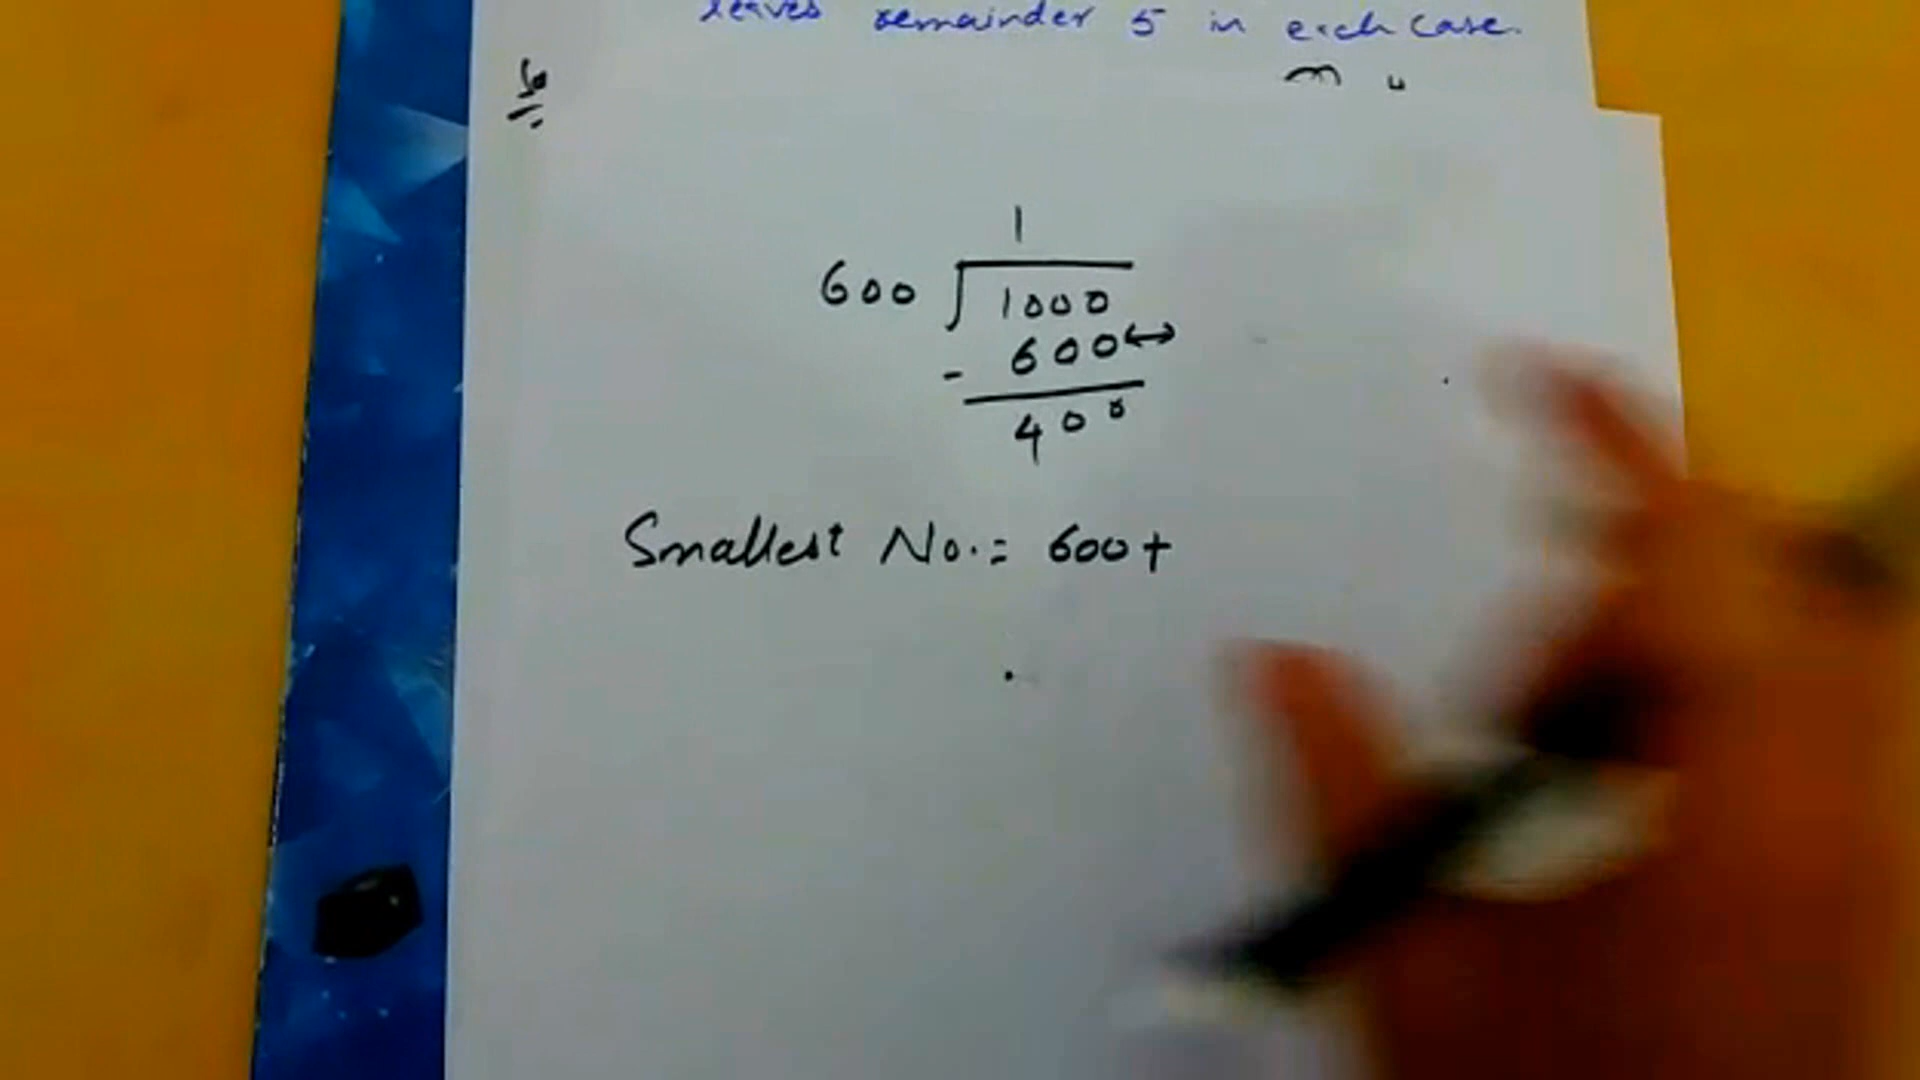 leaves remainder 5 in each case.
1
600 1000
- 600
400
Smallest No. = 600 +